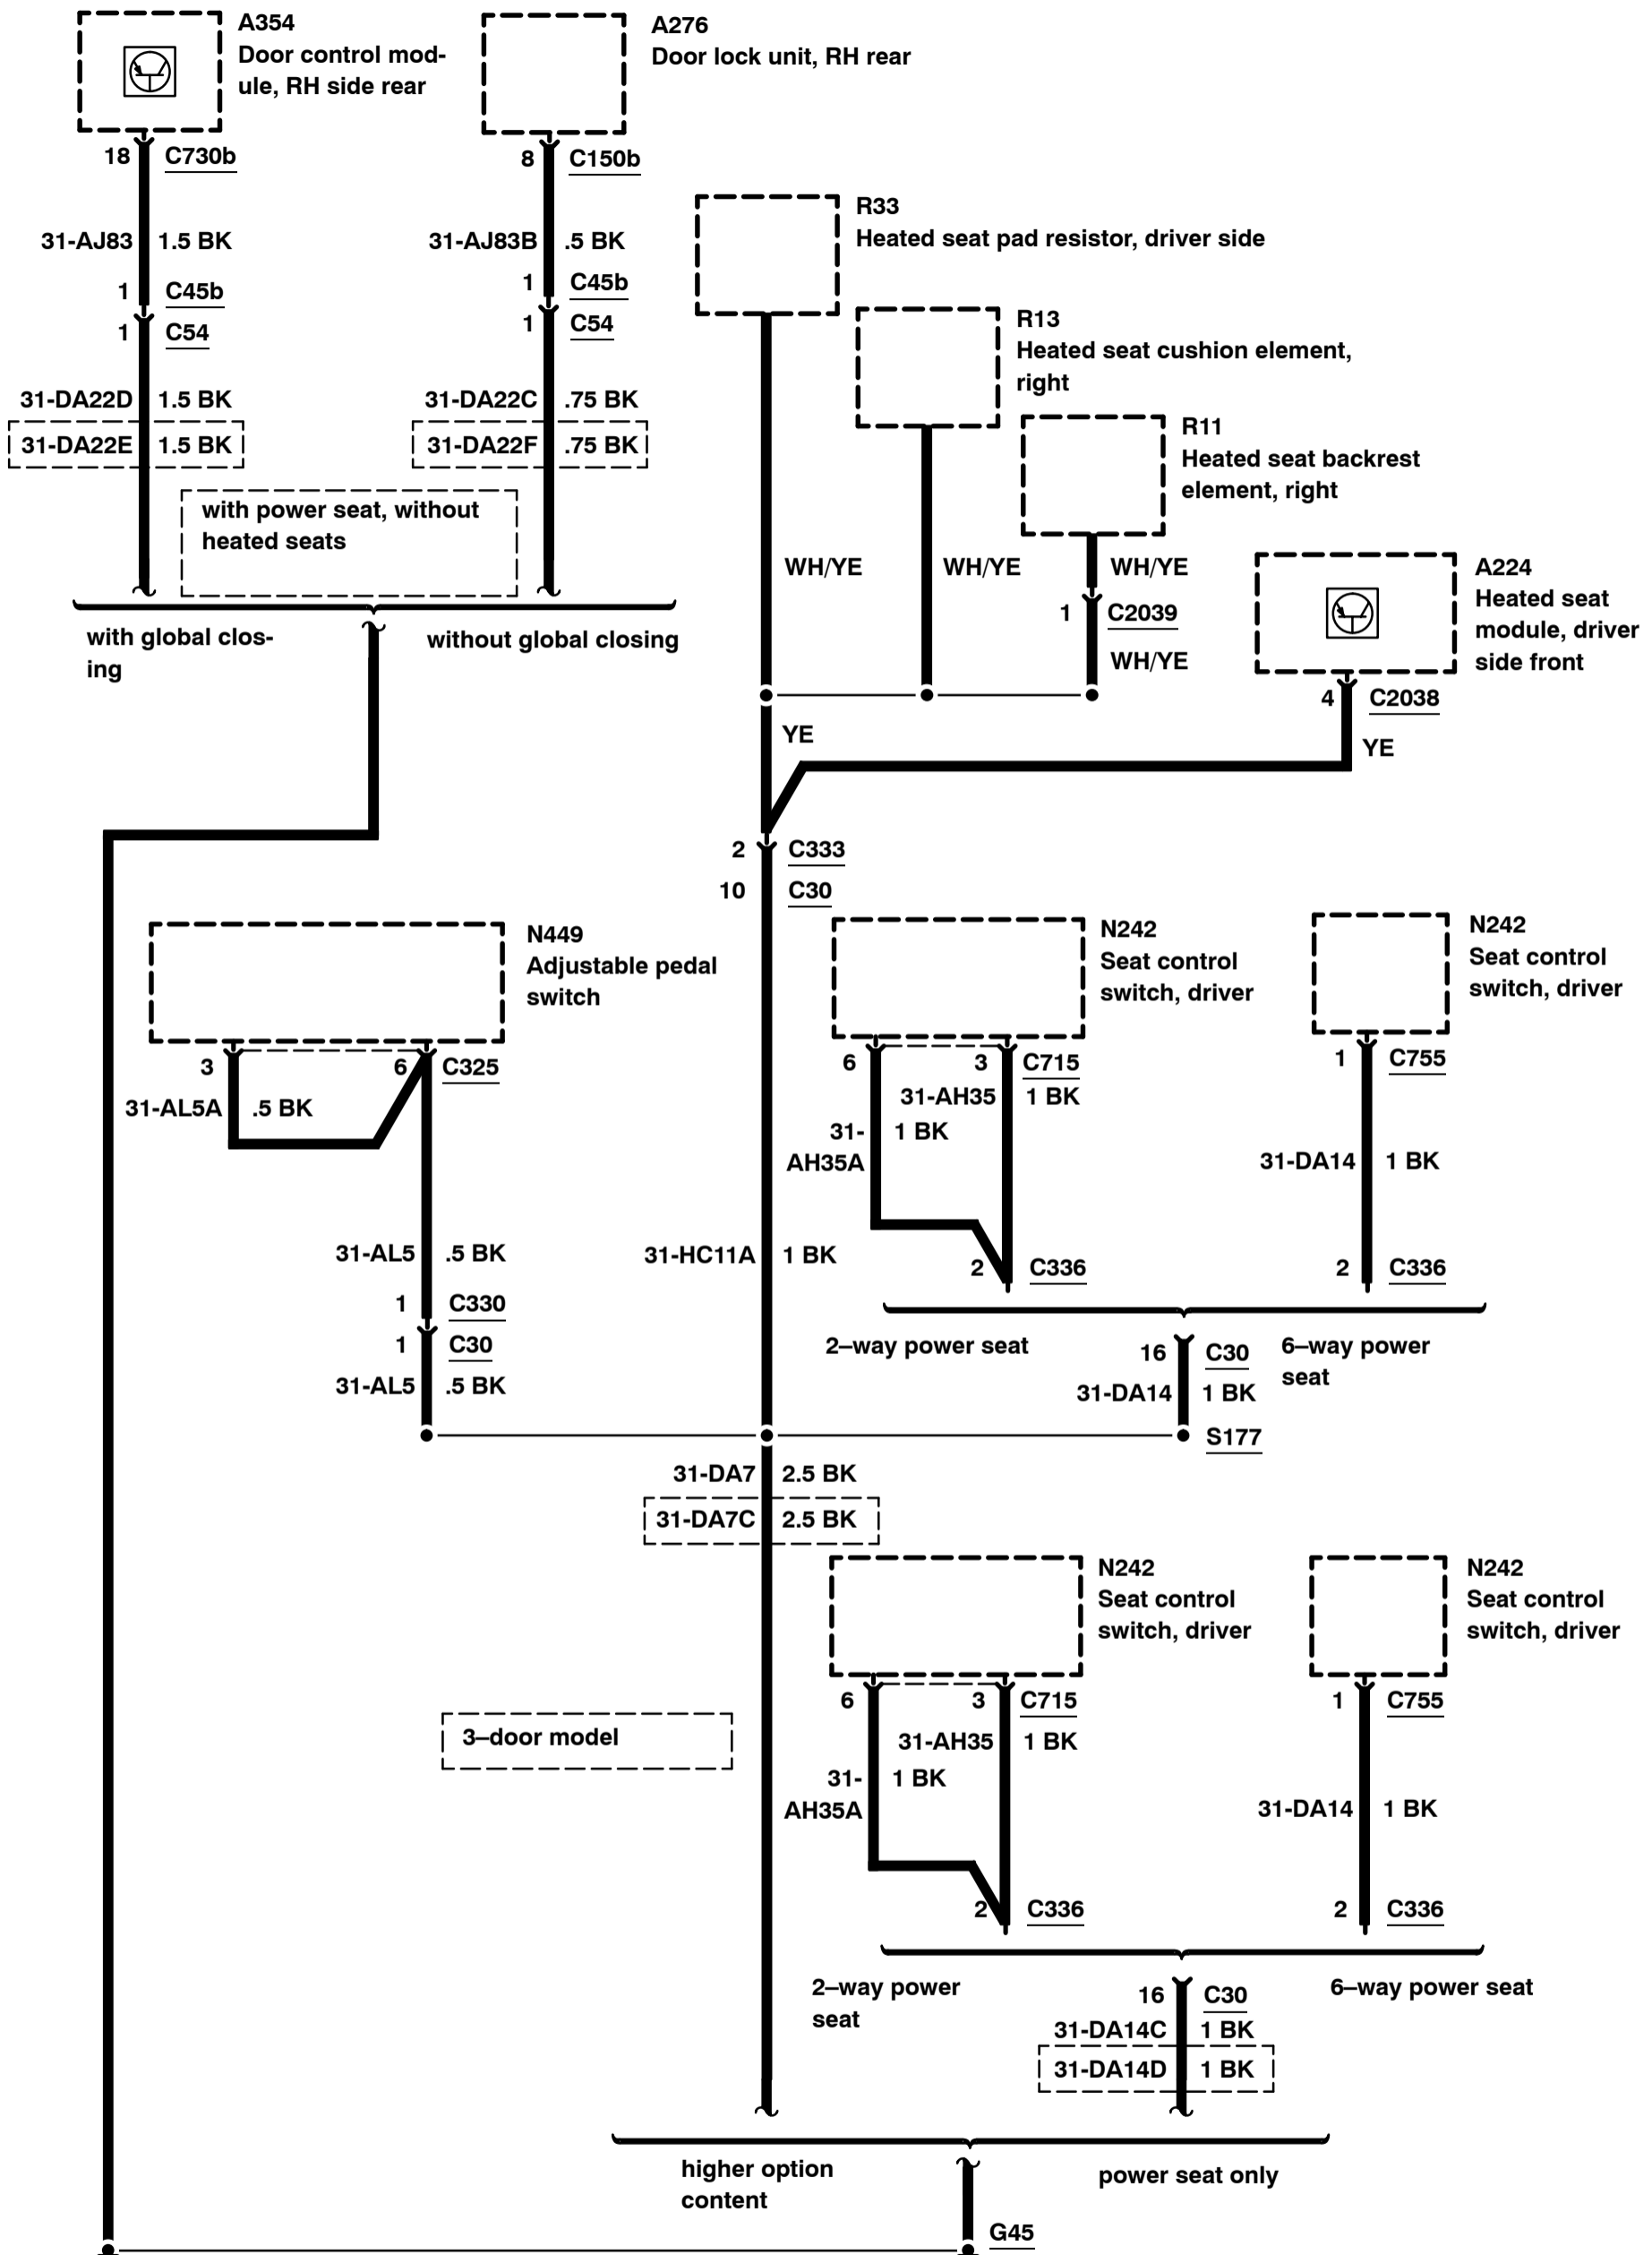 A354
Door control mod-
ule, RH side rear
A276
Door lock unit, RH rear
18 C730b
8 C150b
31-AJ83 1.5 BK
31-AJ83B .5 BK
1 C45b
1 C54
1 C45b
1 C54
31-DA22D 1.5 BK
31-DA22E 1.5 BK
31-DA22C .75 BK
31-DA22F .75 BK
with power seat, without
heated seats
with global clos-
ing
without global closing
R33
Heated seat pad resistor, driver side
R13
Heated seat cushion element,
right
R11
Heated seat backrest
element, right
WH/YE
WH/YE
WH/YE
1 C2039
WH/YE
A224
Heated seat
module, driver
side front
4 C2038
YE
YE
2 C333
10 C30
N449
Adjustable pedal
switch
3 6 C325
31-AL5A .5 BK
31-AL5 .5 BK
1 C330
1 C30
31-AL5 .5 BK
31-HC11A 1 BK
N242
Seat control
switch, driver
6 3 C715
31-AH35 1 BK
31- 1 BK
AH35A
2 C336
N242
Seat control
switch, driver
1 C755
31-DA14 1 BK
2 C336
2–way power seat
6–way power
seat
16 C30
31-DA14 1 BK
S177
31-DA7 2.5 BK
31-DA7C 2.5 BK
3–door model
N242
Seat control
switch, driver
6 3 C715
31-AH35 1 BK
31- 1 BK
AH35A
2 C336
N242
Seat control
switch, driver
1 C755
31-DA14 1 BK
2 C336
2–way power
seat
6–way power seat
16 C30
31-DA14C 1 BK
31-DA14D 1 BK
higher option
content
power seat only
G45